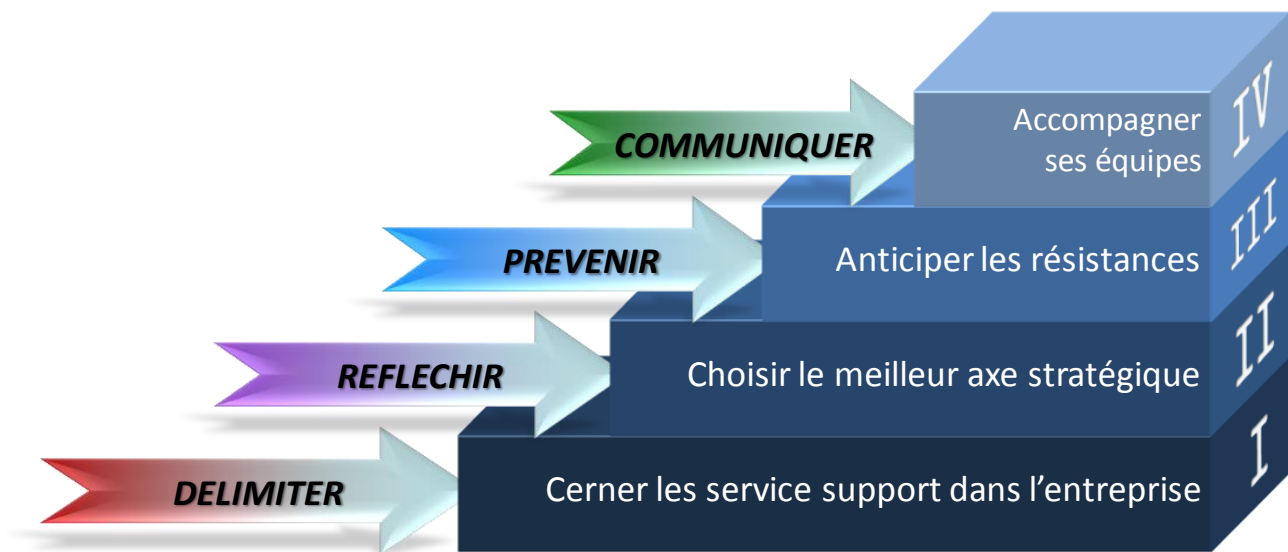 COMMUNIQUER
Accompagner
ses équipes
IV
PREVENIR
Anticiper les résistances
III
REFLECHIR
Choisir le meilleur axe stratégique
II
DELIMITER
Cerner les service support dans l’entreprise
I